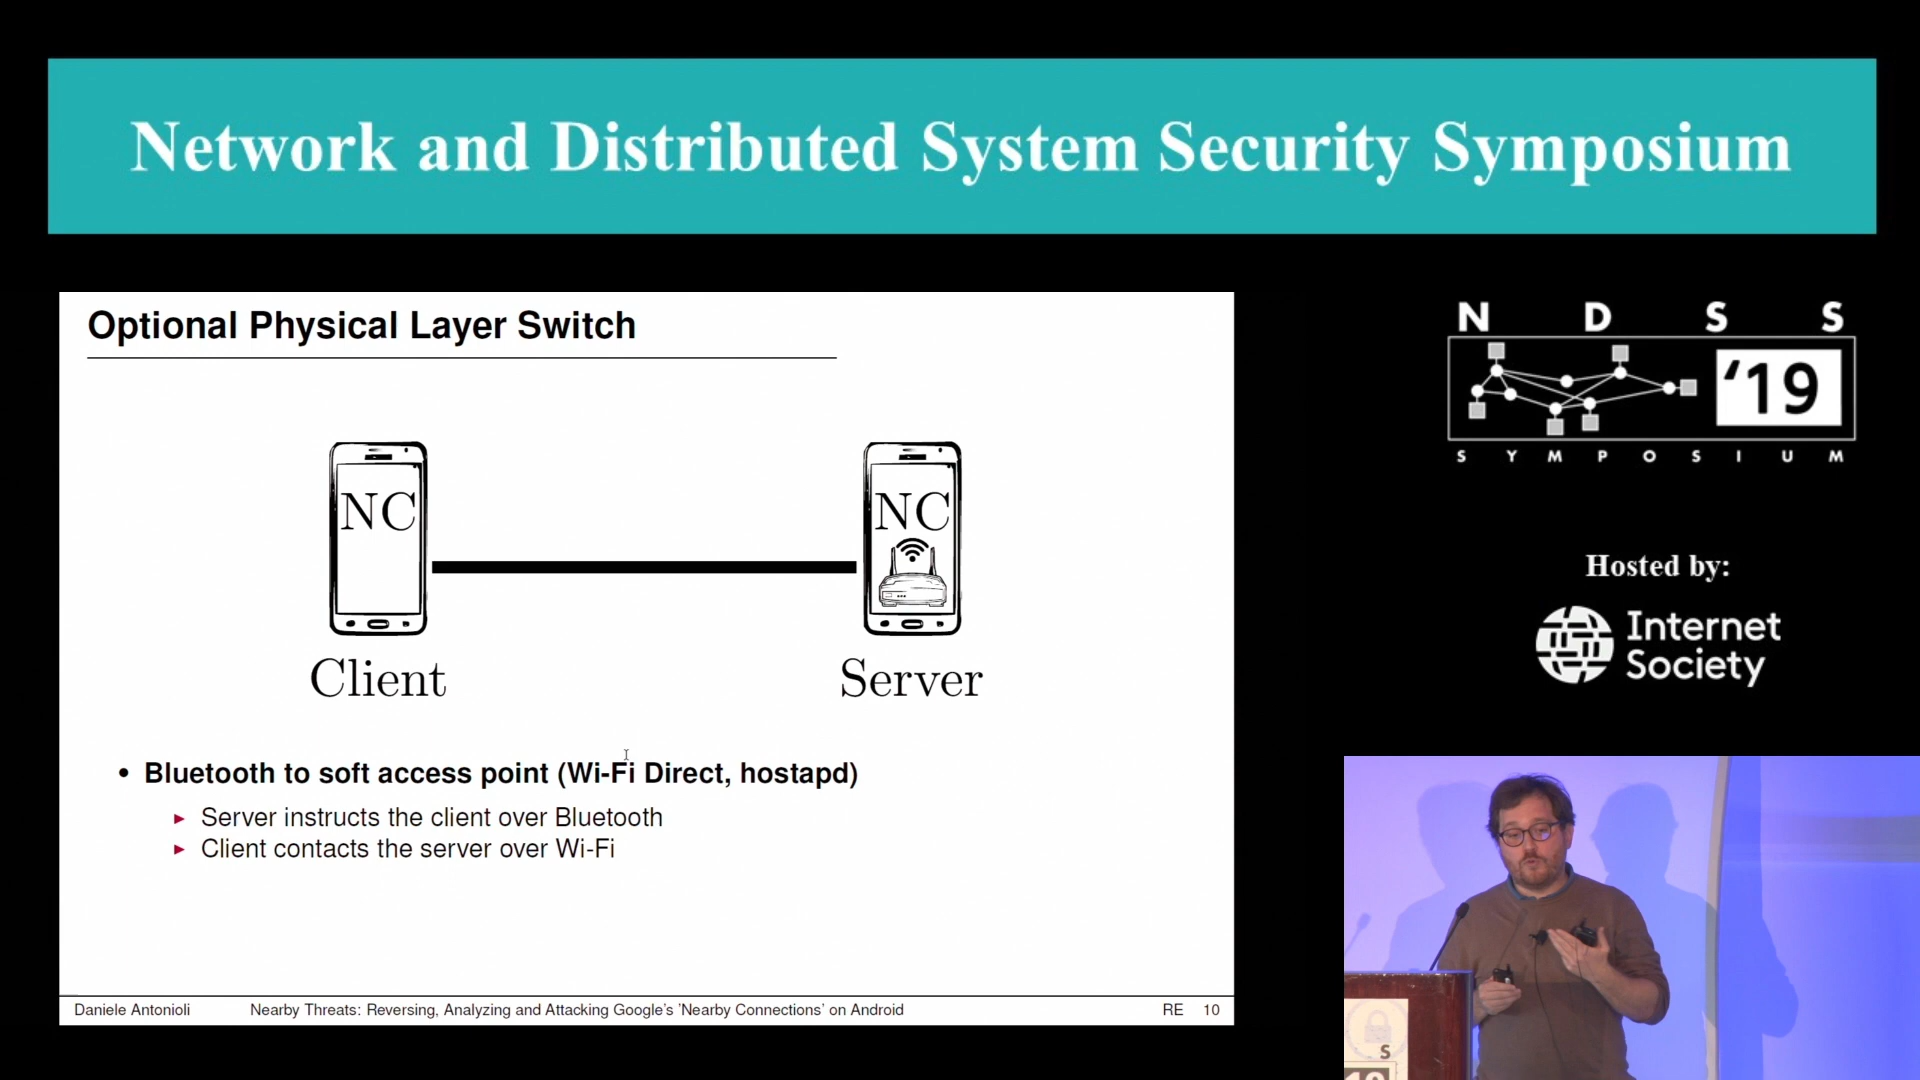 Network and Distributed System Security Symposium
Optional Physical Layer Switch
NC
NC
Client
Server
• Bluetooth to soft access point (Wi-Fi Direct, hostapd)
▸ Server instructs the client over Bluetooth
▸ Client contacts the server over Wi-Fi
Daniele Antonioli
Nearby Threats: Reversing, Analyzing and Attacking Google's 'Nearby Connections' on Android
RE 10
N D S S
'19
S Y M P O S I U M
Hosted by:
Internet
Society
S